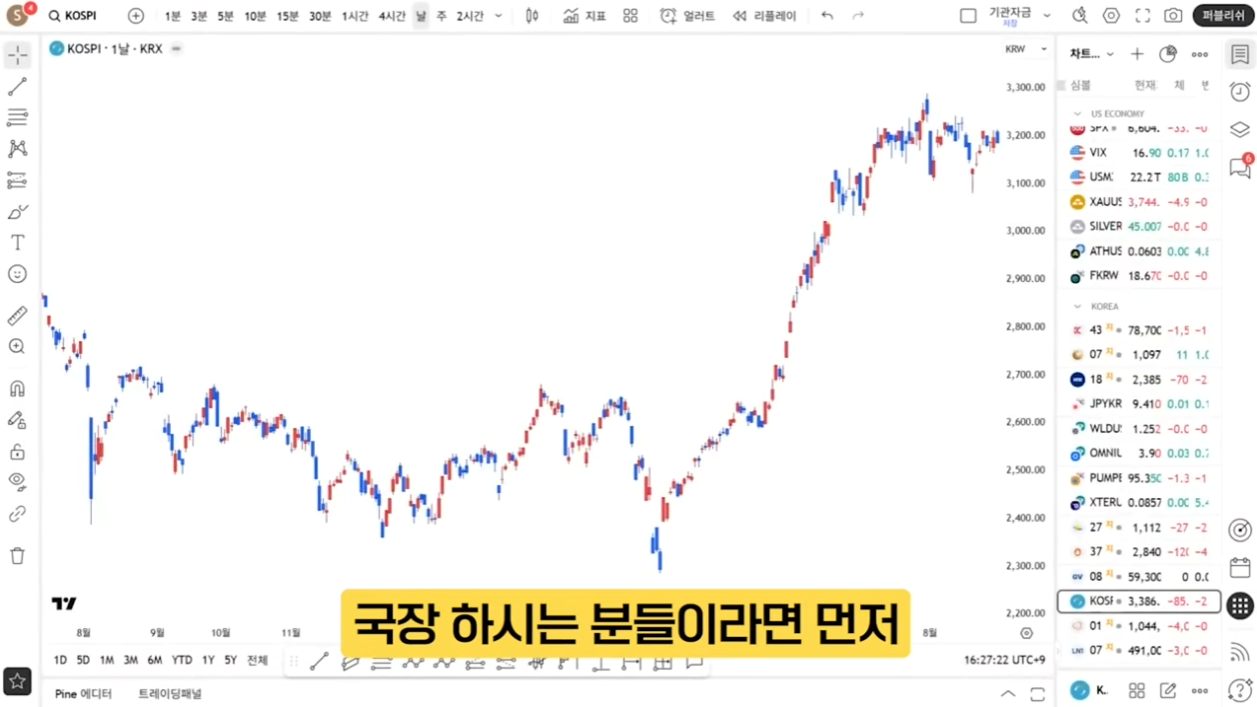 S 4 KOSPI 1분 3분 5분 10분 15분 30분 1시간 4시간 날 주 2시간 지표 얼러트 리플레이 기관자금 저장 퍼블리쉬
KOSPI · 1날 · KRX
KRW
3,300.00
3,200.00
3,100.00
3,000.00
2,900.00
2,800.00
2,700.00
2,600.00
2,500.00
2,400.00
2,300.00
2,200.00
차트...
심볼 현재 체 변
US ECONOMY
SPX 6,604. −33. −0
VIX 16.90 0.17 1.0
USM 22.2 T 80 B 0.3
XAUUS 3,744. −4.9 −0
SILVER 45.007 −0.0 −0
ATHUS 0.0603 0.00 4.8
FKRW 18.670 −0.0 −0
KOREA
43 지 78,700 −1,5 −1
07 지 1,097 11 1.0
18 지 2,385 −70 −2
JPYKR 9.410 0.01 0.1
WLDU 1.252 −0.0 −0
OMNIL 3.90 0.03 0.7
PUMPE 95.350 −1.3 −1
XTERL 0.0857 0.00 5.4
27 지 1,112 −27 −2
37 지 2,840 −120 −4
08 지 59,300 0 0.0
KOSF 3,386. −85. −2
01 지 1,044, −4,0 −0
07 지 491,00 −3,0 −0
K.
6
국장 하시는 분들이라면 먼저
8월 9월 10월 11월 8월
1D 5D 1M 3M 6M YTD 1Y 5Y 전체
16:27:22 UTC+9
Pine 에디터 트레이딩패널